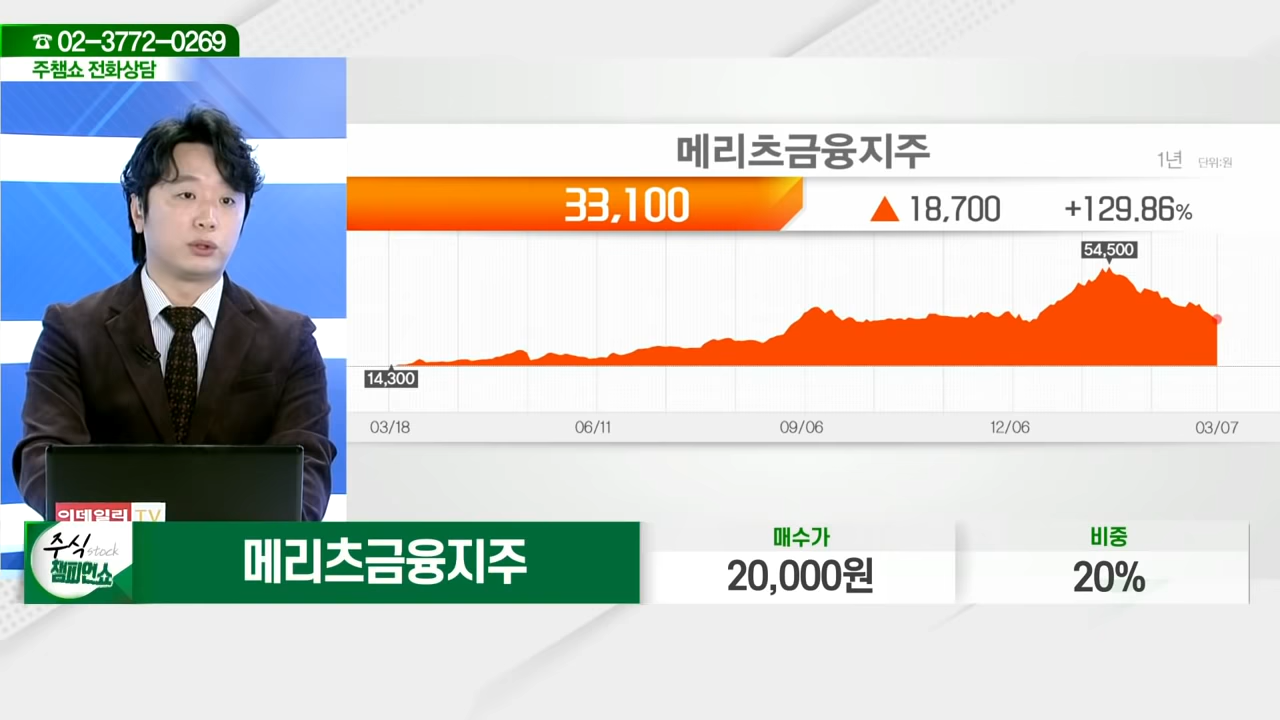 ☎ 02-3772-0269
주챔쇼 전화상담
메리츠금융지주
1년 단위:원
33,100 ▲ 18,700 +129.86%
54,500
14,300
03/18 06/11 09/06 12/06 03/07
이데일리 TV
주식 stock
챔피언쇼
메리츠금융지주
매수가
20,000원
비중
20%